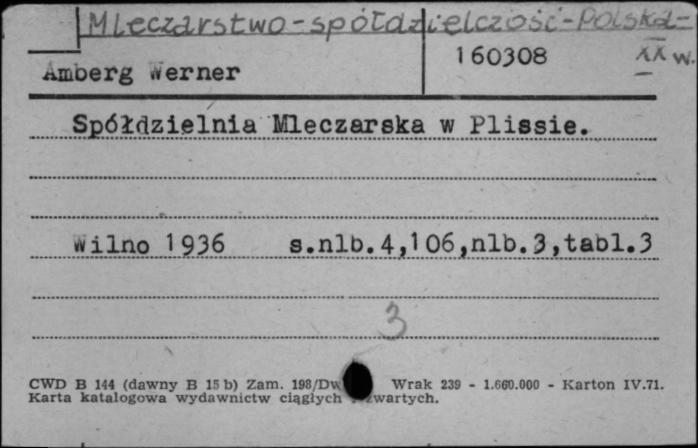 Mleczarstwo-spółdzielczość-Polska-
XX w.
160308
Amberg Werner
Spółdzielnia Mleczarska w Plissie.
Wilno 1936 s.nlb.4,106,nlb.3,tabl.3
3
CWD B 144 (dawny B 15 b) Zam. 198/Dw Wrak 239 - 1.660.000 - Karton IV.71.
Karta katalogowa wydawnictw ciągłych zwartych.